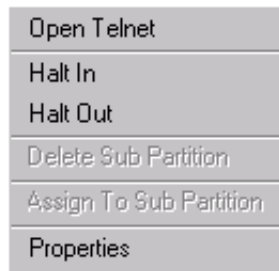 Open Telnet
Halt In
Halt Out
Delete Sub Partition
Assign To Sub Partition
Properties